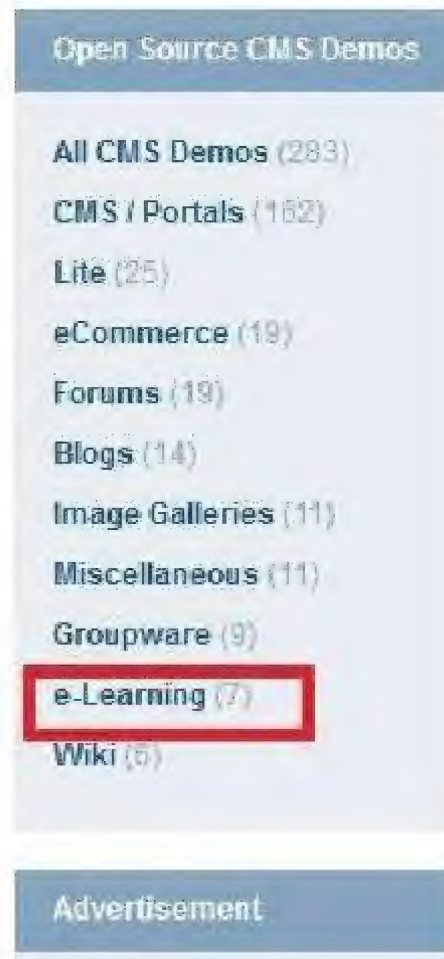 Open Source CMS Demos
All CMS Demos (283)
CMS / Portals (162)
Lite (25)
eCommerce (19)
Forums (19)
Blogs (14)
Image Galleries (11)
Miscellaneous (11)
Groupware (9)
e-Learning (7)
Wiki (6)
Advertisement